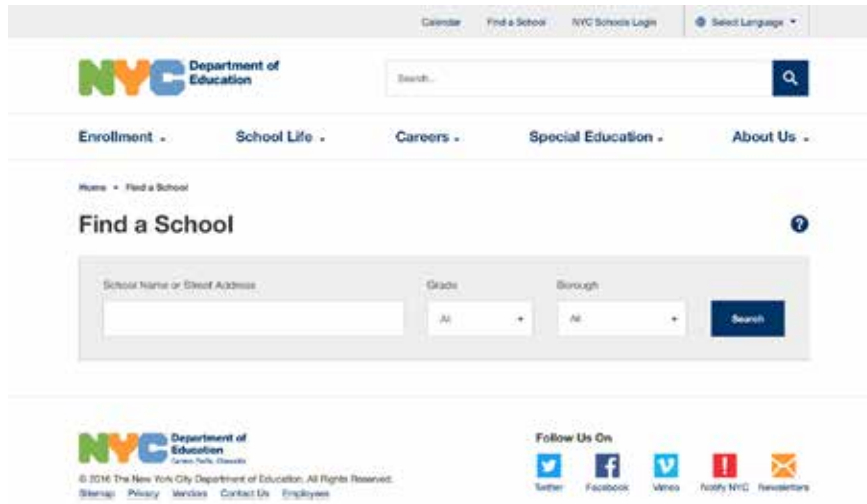 Calendar Find a School NYC Schools Login Select Language
NYC Department of
Education
Search...
Enrollment School Life Careers Special Education About Us
Home • Find a School
Find a School ?
School Name or Street Address Grade Borough
All All Search
NYC Department of
Education
Follow Us On
© 2016 The New York City Department of Education. All Rights Reserved.
Twitter Facebook Vimeo Notify NYC Newsletters
Sitemap Privacy Vendors Contact Us Employees